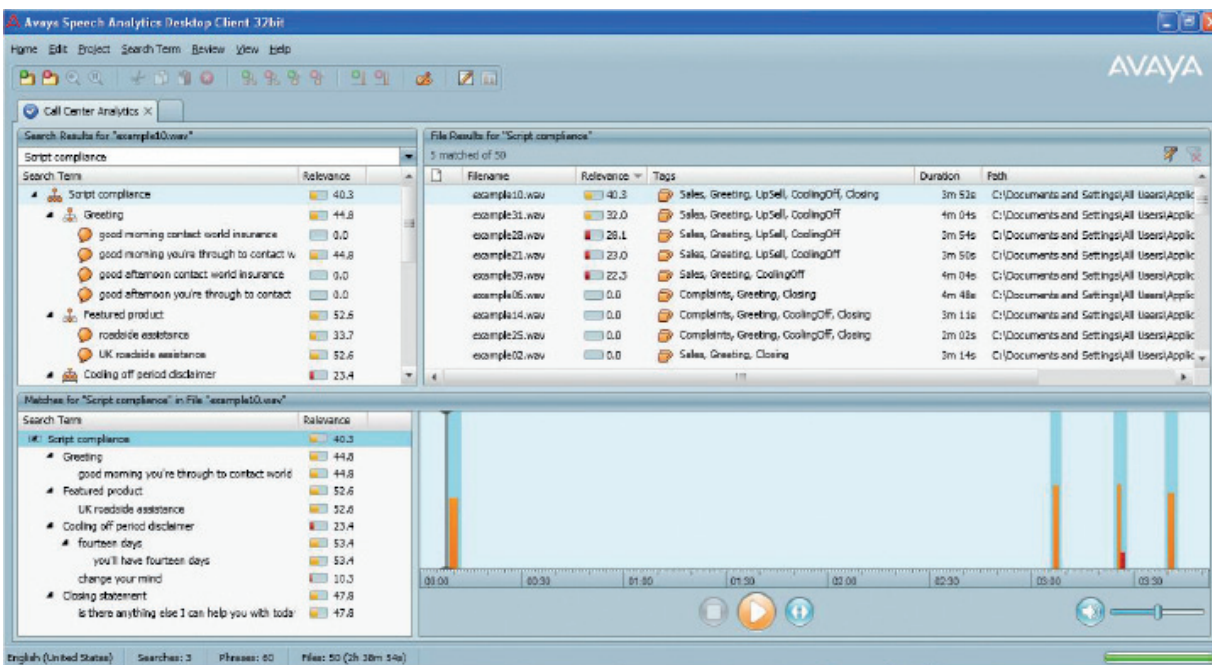 Avaya Speech Analytics Desktop Client 32bit
Home Edit Project Search Term Review View Help
AVAYA
Call Center Analytics
Search Results for "example10.wav"
Script compliance
Search Term Relevance
Script compliance 40.3
Greeting 44.8
good morning contact world insurance 0.0
good morning you're through to contact w 44.8
good afternoon contact world insurance 0.0
good afternoon you're through to contact 0.0
Featured product 52.6
roadside assistance 33.7
UK roadside assistance 52.6
Cooling off period disclaimer 23.4
File Results for "Script compliance"
5 matched of 50
Filename Relevance Tags Duration Path
example10.wav 40.3 Sales, Greeting, UpSell, CoolingOff, Closing 3m 52s C:\Documents and Settings\All Users\Applic
example31.wav 32.0 Sales, Greeting, UpSell, CoolingOff 4m 04s C:\Documents and Settings\All Users\Applic
example28.wav 28.1 Sales, Greeting, UpSell, CoolingOff 3m 54s C:\Documents and Settings\All Users\Applic
example21.wav 23.0 Sales, Greeting, UpSell, CoolingOff 3m 50s C:\Documents and Settings\All Users\Applic
example39.wav 22.3 Sales, Greeting, CoolingOff 4m 04s C:\Documents and Settings\All Users\Applic
example06.wav 0.0 Complaints, Greeting, Closing 4m 48s C:\Documents and Settings\All Users\Applic
example14.wav 0.0 Complaints, Greeting, CoolingOff, Closing 3m 11s C:\Documents and Settings\All Users\Applic
example25.wav 0.0 Complaints, Greeting, CoolingOff, Closing 2m 02s C:\Documents and Settings\All Users\Applic
example02.wav 0.0 Sales, Greeting, Closing 3m 14s C:\Documents and Settings\All Users\Applic
Matches for "Script compliance" in File "example10.wav"
Search Term Relevance
Script compliance 40.3
Greeting 44.8
good morning you're through to contact world 44.8
Featured product 52.6
UK roadside assistance 52.6
Cooling off period disclaimer 23.4
fourteen days 53.4
you'll have fourteen days 53.4
change your mind 10.3
Closing statement 47.8
is there anything else I can help you with toda 47.8
00:00 00:30 01:00 01:30 02:00 02:30 03:00 03:30
English (United States) Searches: 3 Phrases: 60 Files: 50 (2h 38m 54s)